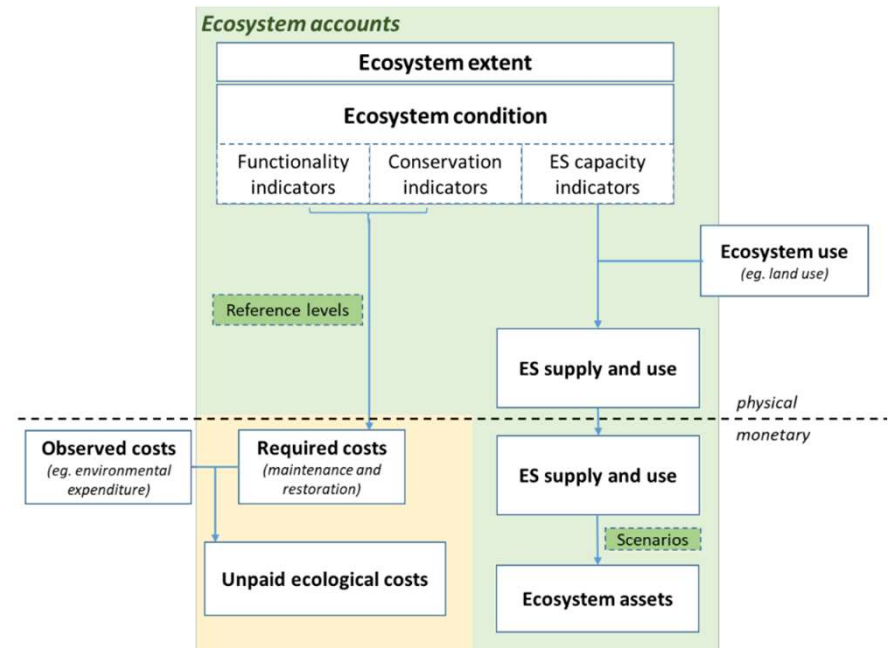 Ecosystem accounts
Ecosystem extent
Ecosystem condition
Functionality
indicators
Conservation
indicators
ES capacity
indicators
Ecosystem use
(eg. land use)
Reference levels
ES supply and use
physical
monetary
Observed costs
(eg. environmental
expenditure)
Required costs
(maintenance and
restoration)
ES supply and use
Scenarios
Unpaid ecological costs
Ecosystem assets